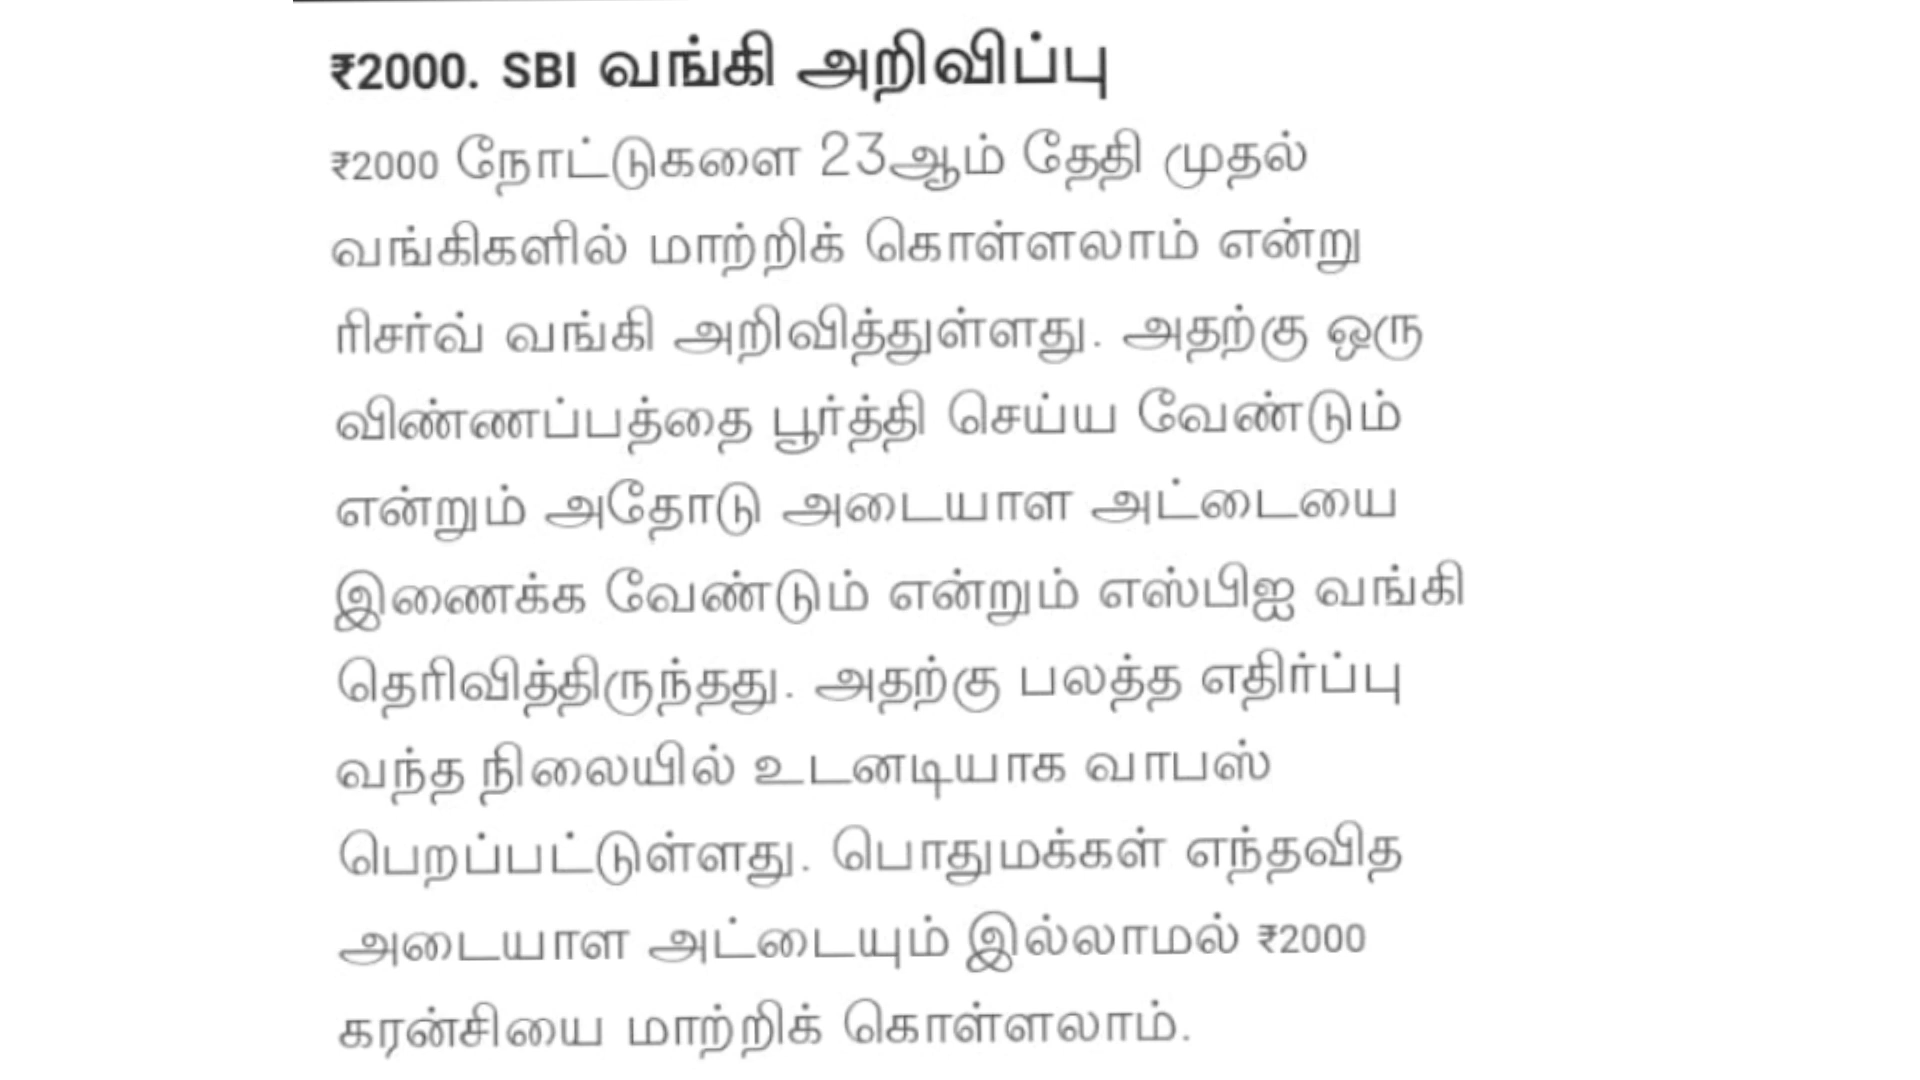 ₹2000. SBI வங்கி அறிவிப்பு
₹2000 நோட்டுகளை 23ஆம் தேதி முதல்
வங்கிகளில் மாற்றிக் கொள்ளலாம் என்று
ரிசர்வ் வங்கி அறிவித்துள்ளது. அதற்கு ஒரு
விண்ணப்பத்தை பூர்த்தி செய்ய வேண்டும்
என்றும் அதோடு அடையாள அட்டையை
இணைக்க வேண்டும் என்றும் எஸ்பிஐ வங்கி
தெரிவித்திருந்தது. அதற்கு பலத்த எதிர்ப்பு
வந்த நிலையில் உடனடியாக வாபஸ்
பெறப்பட்டுள்ளது. பொதுமக்கள் எந்தவித
அடையாள அட்டையும் இல்லாமல் ₹2000
கரன்சியை மாற்றிக் கொள்ளலாம்.